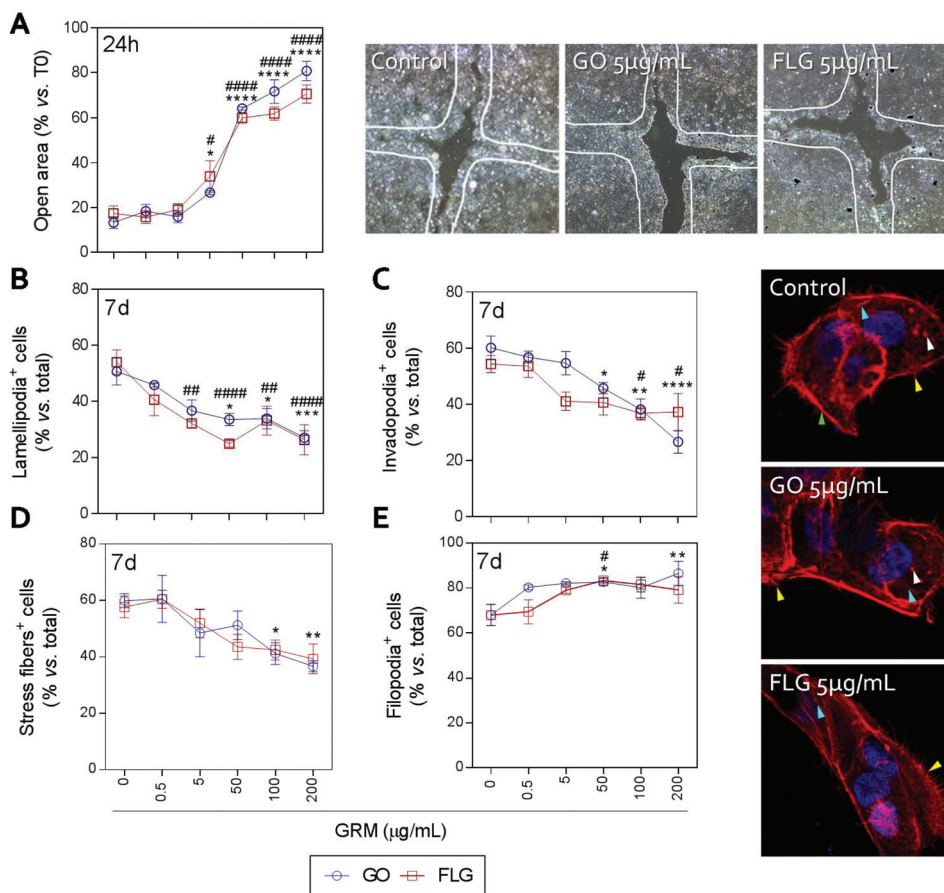 A
24h
####
****
####
****
####
****
#
*
Open area (% vs. T0)
100
80
60
40
20
0
Control
GO 5µg/mL
FLG 5µg/mL
B
7d
Lamellipodia+ cells
(% vs. total)
80
60
40
20
0
##
####
*
##
*
####
***
C
7d
Invadopodia+ cells
(% vs. total)
80
60
40
20
0
*
#
**
#
****
Control
GO 5µg/mL
FLG 5µg/mL
D
7d
Stress fibers+ cells
(% vs. total)
80
60
40
20
0
*
**
0
0.5
5
50
100
200
E
7d
Filopodia+ cells
(% vs. total)
100
80
60
40
20
0
#
*
**
0
0.5
5
50
100
200
GRM (µg/mL)
GO FLG